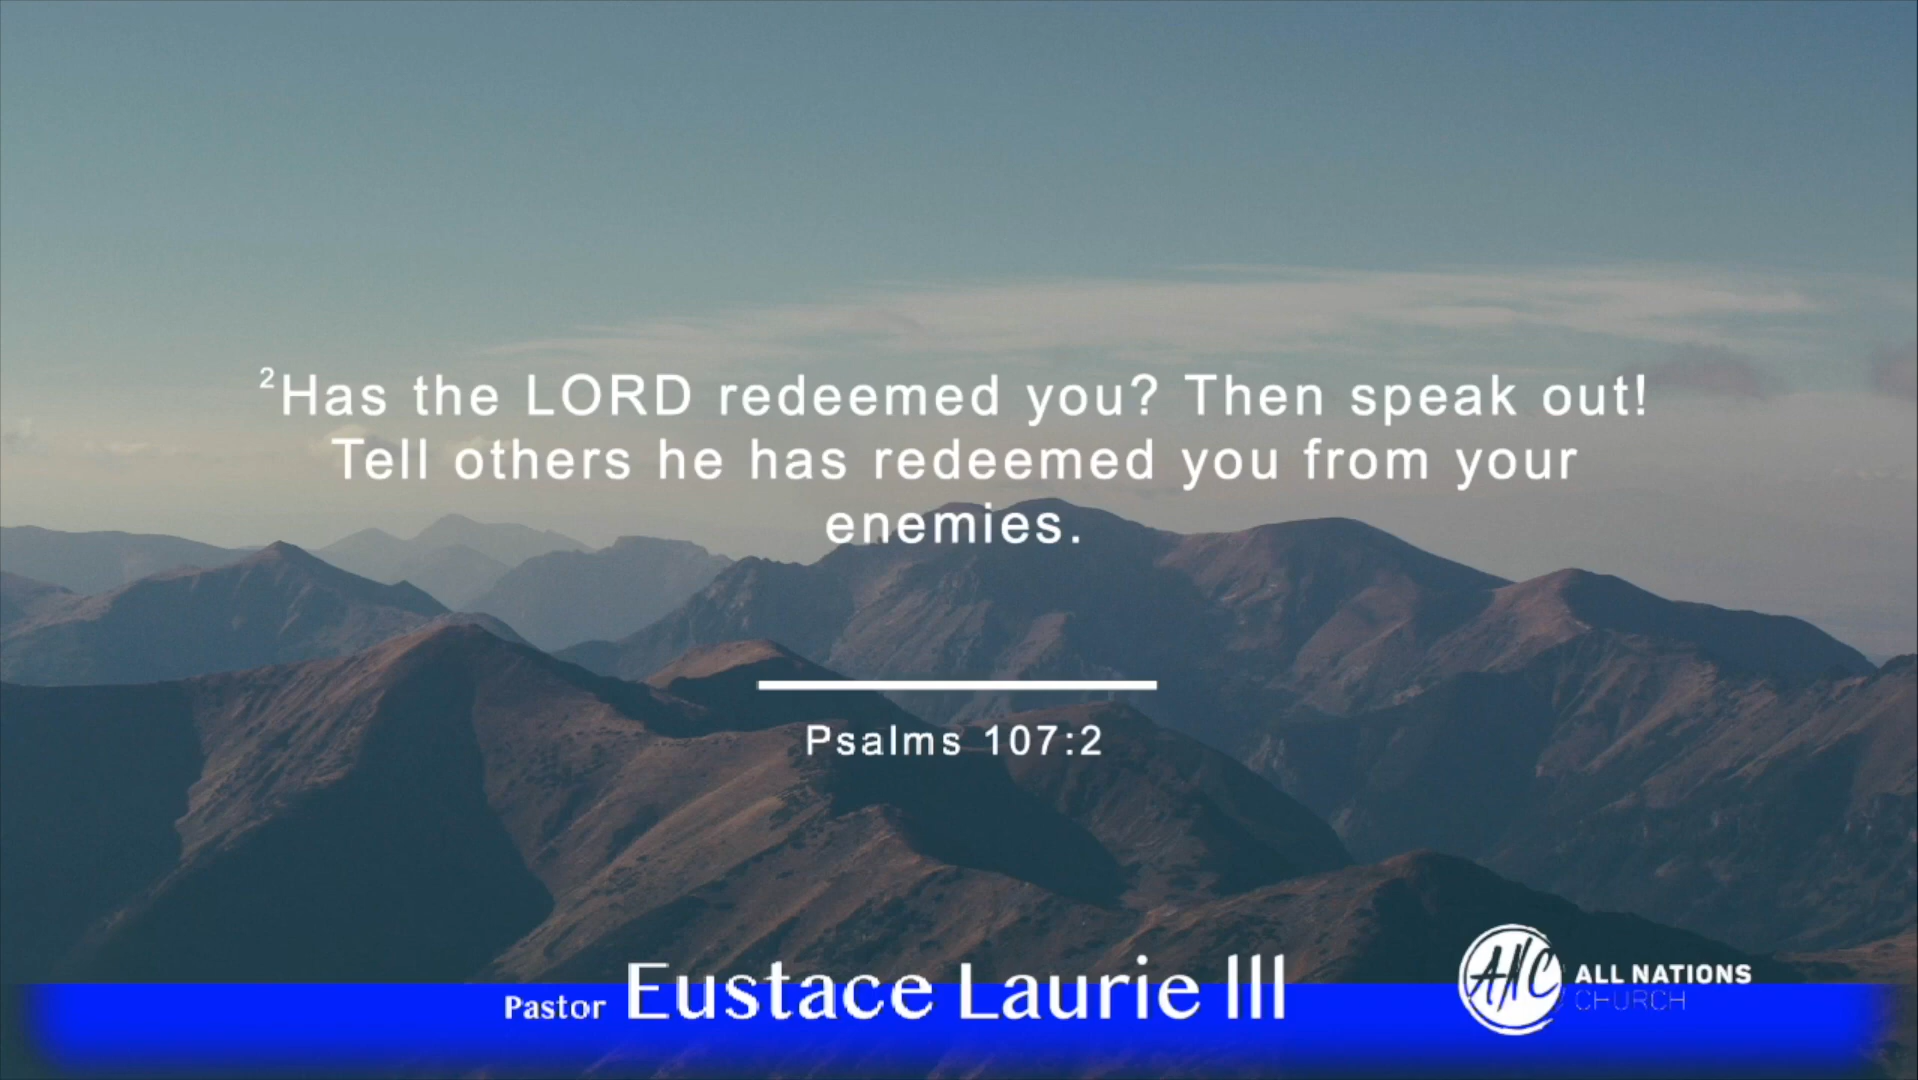 ²Has the LORD redeemed you? Then speak out!
Tell others he has redeemed you from your
enemies.
Psalms 107:2
Pastor Eustace Laurie III
ANC ALL NATIONS
CHURCH